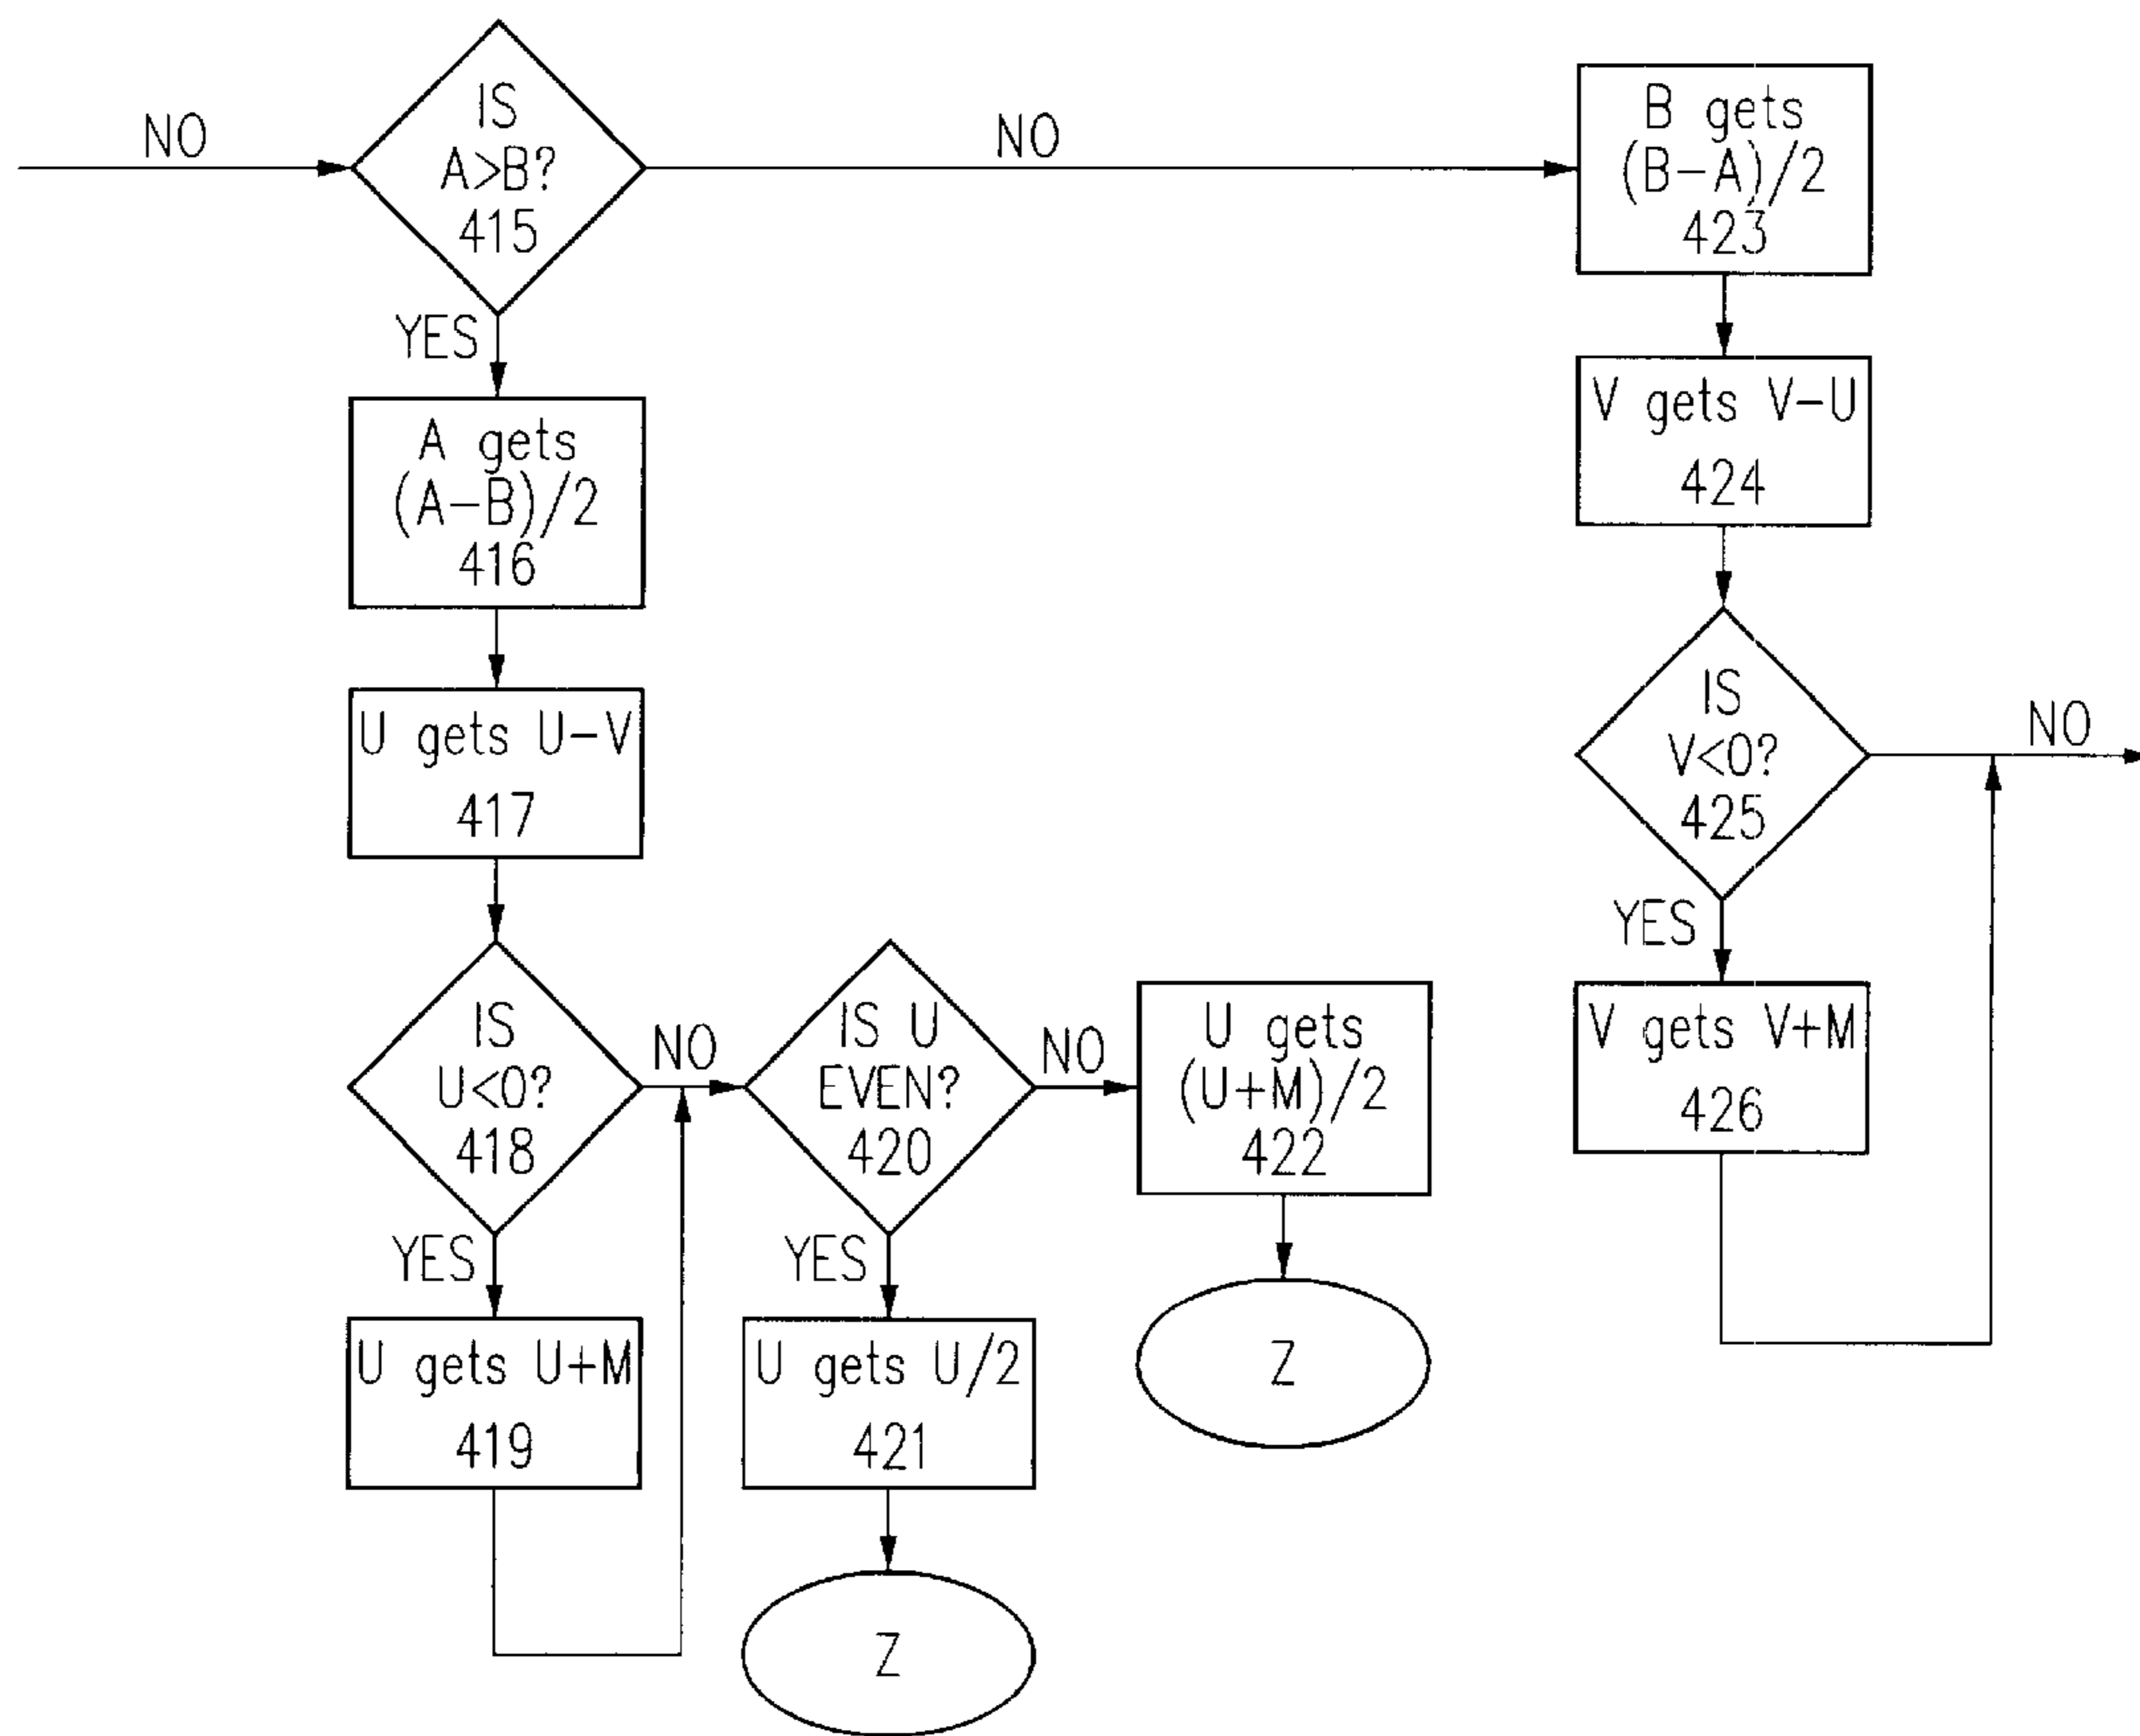 NO
IS
A>B?
415
NO
B gets
(B-A)/2
423
YES
A gets
(A-B)/2
416
V gets V-U
424
U gets U-V
417
IS
V<0?
425
NO
YES
IS
U<0?
418
NO
IS U
EVEN?
420
NO
U gets
(U+M)/2
422
V gets V+M
426
YES
U gets U+M
419
YES
U gets U/2
421
Z
Z